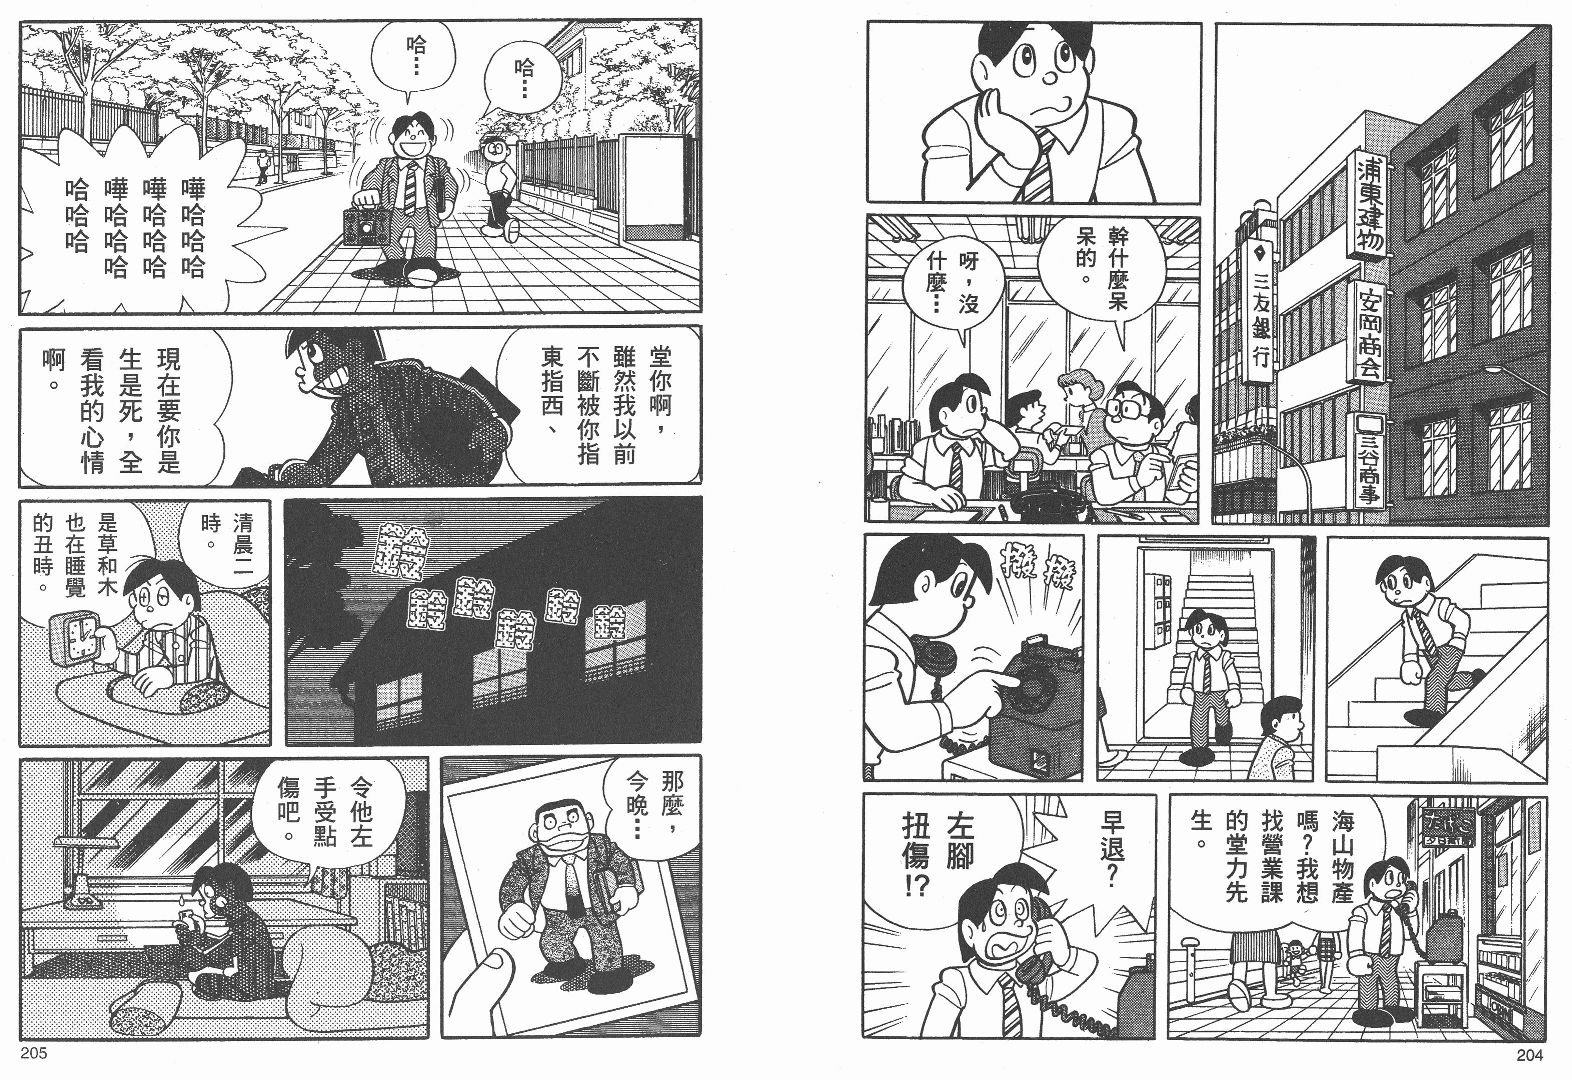 浦東建物
三友銀行
安岡商会
三谷商事
幹什麼呆
呆的。
呀，沒
什麼…
撥撥
海山物產
嗎？我想
找營業課
的堂力先
生。
早退？
左腳
扭傷!?
204
哈…
哈…
嘩哈哈哈
嘩哈哈哈
嘩哈哈哈
哈哈哈
堂你啊，
雖然我以前
不斷被你指
東指西、
現在要你是
生是死，全
看我的心情
啊。
鈴鈴鈴鈴鈴鈴
清晨二
時。
是草和木
也在睡覺
的丑時。
那麼，
今晚…
令他左
手受點
傷吧。
205